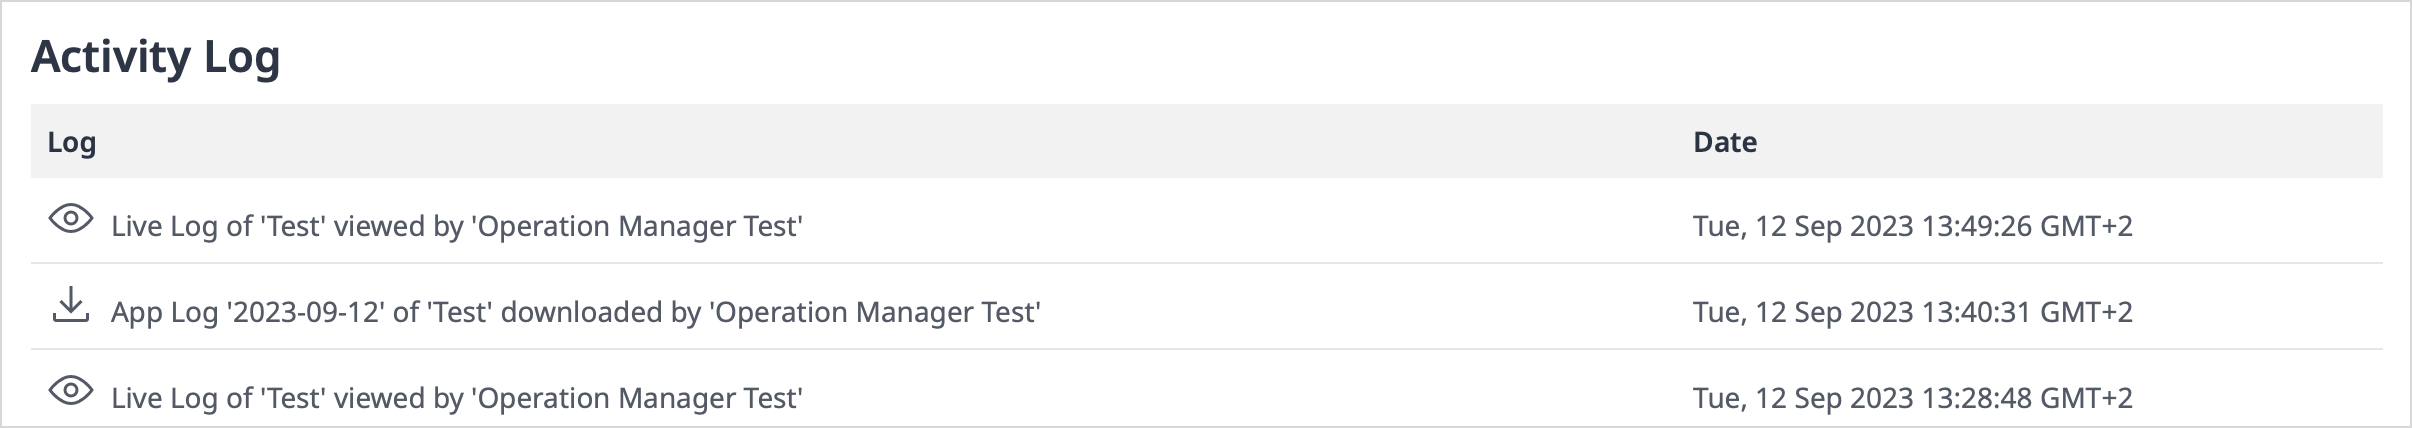 Activity Log
Log Date
Live Log of 'Test' viewed by 'Operation Manager Test' Tue, 12 Sep 2023 13:49:26 GMT+2
App Log '2023-09-12' of 'Test' downloaded by 'Operation Manager Test' Tue, 12 Sep 2023 13:40:31 GMT+2
Live Log of 'Test' viewed by 'Operation Manager Test' Tue, 12 Sep 2023 13:28:48 GMT+2